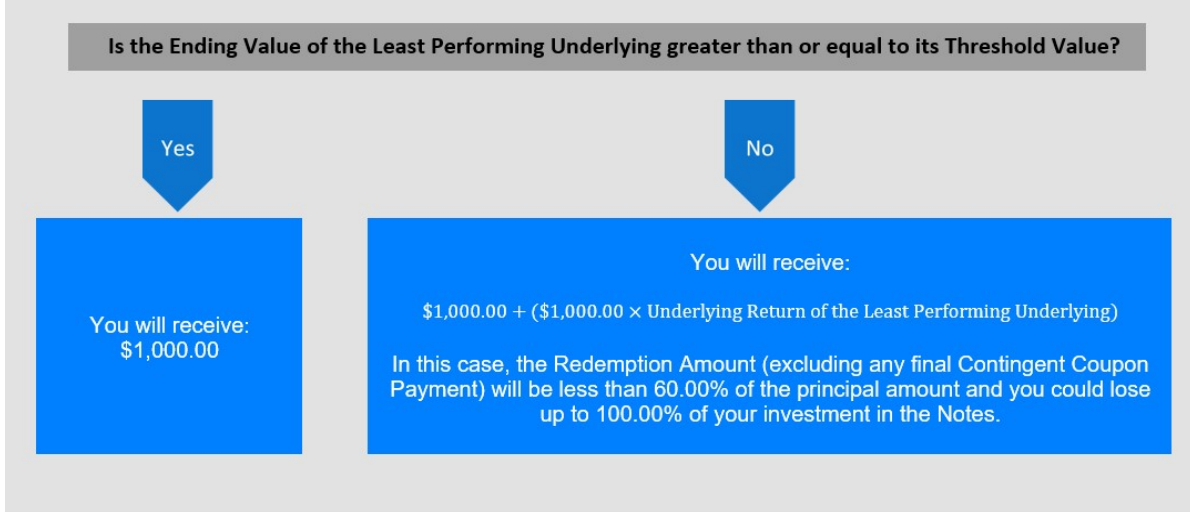 Is the Ending Value of the Least Performing Underlying greater than or equal to its Threshold Value?
Yes
No
You will receive:
$1,000.00
You will receive:
$1,000.00 + ($1,000.00 × Underlying Return of the Least Performing Underlying)
In this case, the Redemption Amount (excluding any final Contingent Coupon
Payment) will be less than 60.00% of the principal amount and you could lose
up to 100.00% of your investment in the Notes.